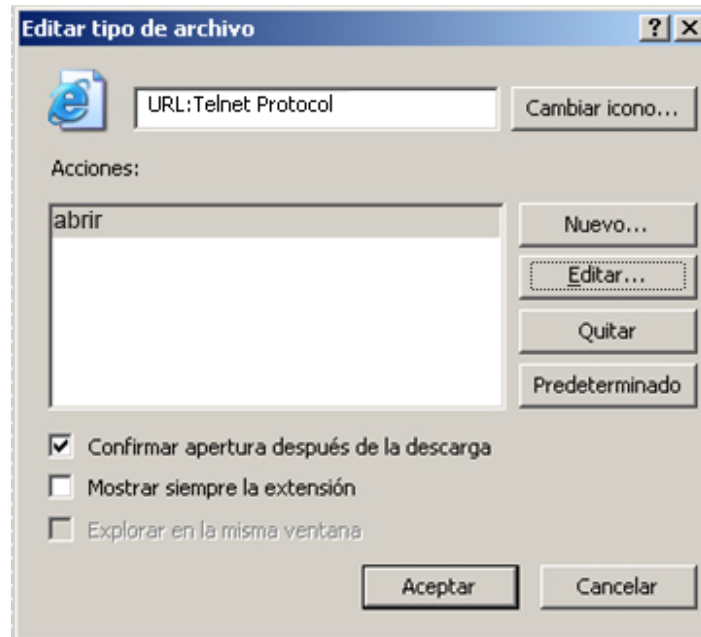 Editar tipo de archivo
URL:Telnet Protocol
Cambiar icono...
Acciones:
abrir
Nuevo...
Editar...
Quitar
Predeterminado
Confirmar apertura después de la descarga
Mostrar siempre la extensión
Explorar en la misma ventana
Aceptar
Cancelar